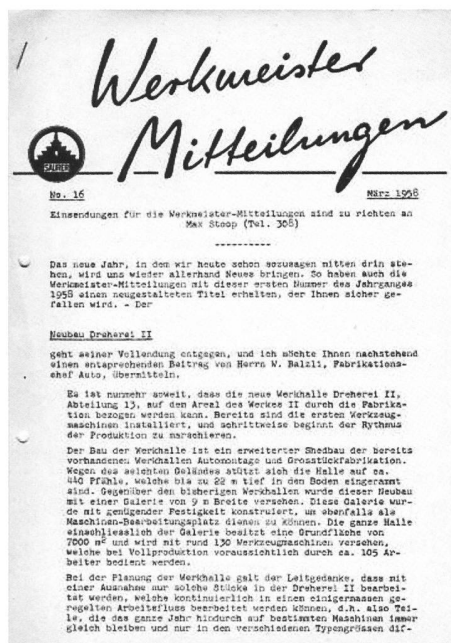 Werkmeister
Mitteilungen
SAURER
No. 16 März 1958
Einsendungen für die Werkmeister-Mitteilungen sind zu richten an
Max Stoop (Tel. 308)
----------
Das neue Jahr, in dem wir heute schon sozusagen mitten drin ste-
hen, wird uns wieder allerhand Neues bringen. So haben auch die
Werkmeister-Mitteilungen mit dieser ersten Nummer des Jahrganges
1958 einen neugestalteten Titel erhalten, der Ihnen sicher ge-
fallen wird. - Der
Neubau Dreherei II
geht seiner Vollendung entgegen, und ich möchte Ihnen nachstehend
einen entsprechenden Beitrag von Herrn W. Balzli, Fabrikations-
chef Auto, übermitteln.
Es ist nunmehr soweit, dass die neue Werkhalle Dreherei II,
Abteilung 13, auf dem Areal des Werkes II durch die Fabrika-
tion bezogen werden kann. Bereits sind die ersten Werkzeug-
maschinen installiert, und schrittweise beginnt der Rythmus
der Produktion zu marschieren.
Der Bau der Werkhalle ist ein erweiterter Shedbau der bereits
vorhandenen Werkhallen Automontage und Grosstückfabrikation.
Wegen des seichten Geländes stützt sich die Halle auf ca.
440 Pfähle, welche bis zu 22 m tief in den Boden eingerammt
sind. Gegenüber den bisherigen Werkhallen wurde dieser Neubau
mit einer Galerie von 9 m Breite versehen. Diese Galerie wur-
de mit genügender Festigkeit konstruiert, um ebenfalls als
Maschinen-Bearbeitungsplatz dienen zu können. Die ganze Halle
einschliesslich der Galerie besitzt eine Grundfläche von
7000 m² und wird mit rund 130 Werkzeugmaschinen versehen,
welche bei Vollproduktion voraussichtlich durch ca. 105 Ar-
beiter bedient werden.
Bei der Planung der Werkhalle galt der Leitgedanke, dass mit
einer Ausnahme nur solche Stücke in der Dreherei II bearbei-
tet werden, welche kontinuierlich in einem einigermassen ge-
regelten Arbeitsfluss bearbeitet werden können, d.h. also Tei-
le, die das ganze Jahr hindurch auf bestimmten Maschinen immer
gleich bleiben und nur in den verschiedenen Typengrössen dif-